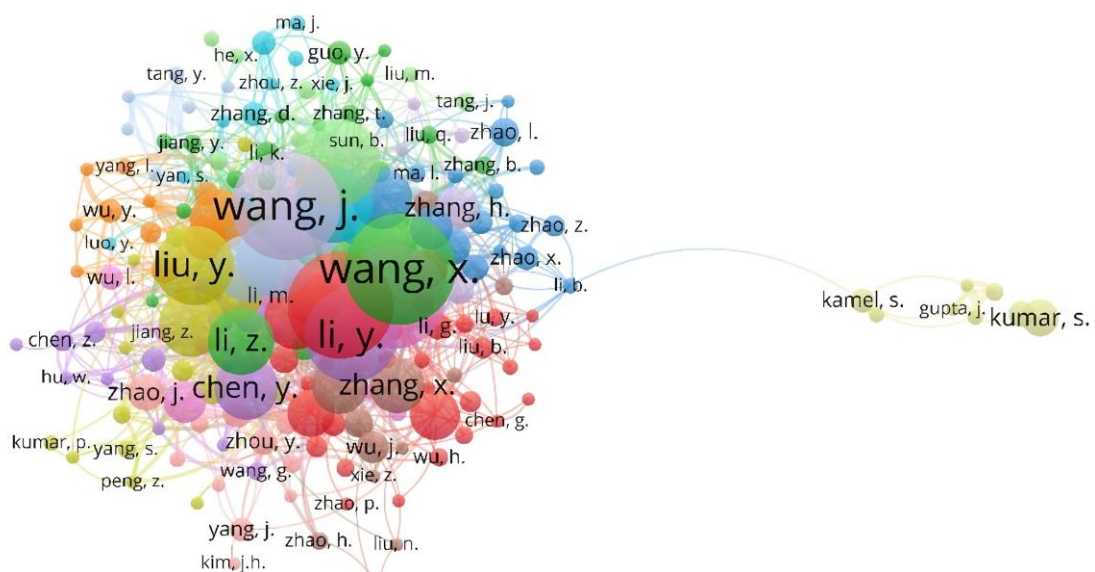 ma, j.
he, x.
guo, y.
tang, y.
zhou, z.
xie, j.
liu, m.
zhang, d.
zhang, t.
tang, j.
jiang, y.
li, k.
sun, b.
liu, q.
zhao, l.
yang, l.
yan, s.
ma, l.
zhang, b.
wu, y.
wang, j.
zhang, h.
zhao, z.
luo, y.
liu, y.
wang, x.
zhao, x.
wu, l.
li, m.
li, b.
kamel, s.
gupta, j.
kumar, s.
chen, z.
jiang, z.
li, z.
li, y.
li, g.
lu, y.
liu, b.
hu, w.
zhao, j.
chen, y.
zhang, x.
chen, g.
kumar, p.
yang, s.
zhou, y.
wu, j.
wu, h.
peng, z.
wang, g.
xie, z.
zhao, p.
yang, j.
zhao, h.
liu, n.
kim, j.h.